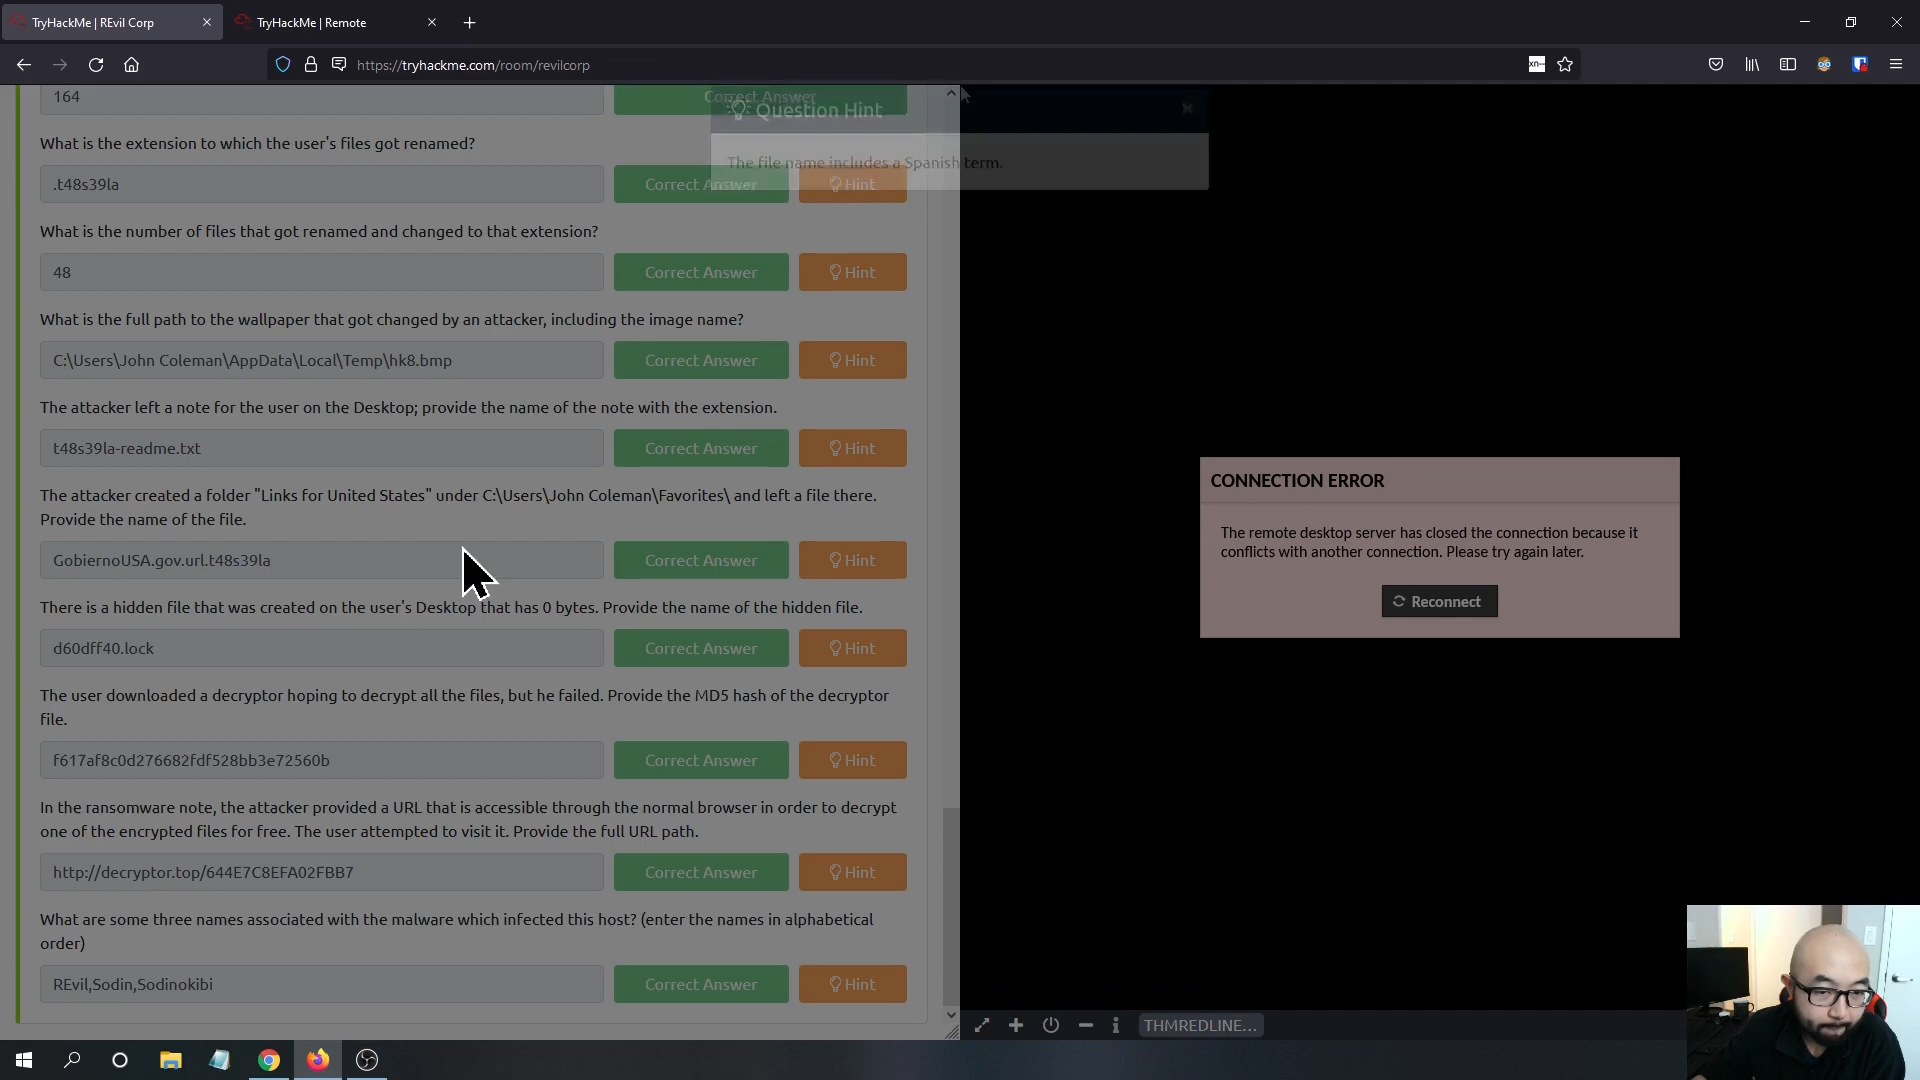 TryHackMe | REvil Corp
TryHackMe | Remote
https://tryhackme.com/room/revilcorp
164
Correct Answer
Question Hint
What is the extension to which the user's files got renamed?
The file name includes a Spanish term.
.t48s39la
Correct Answer
Hint
What is the number of files that got renamed and changed to that extension?
48
Correct Answer
Hint
What is the full path to the wallpaper that got changed by an attacker, including the image name?
C:\Users\John Coleman\AppData\Local\Temp\hk8.bmp
Correct Answer
Hint
The attacker left a note for the user on the Desktop; provide the name of the note with the extension.
t48s39la-readme.txt
Correct Answer
Hint
The attacker created a folder "Links for United States" under C:\Users\John Coleman\Favorites\ and left a file there.
Provide the name of the file.
GobiernoUSA.gov.url.t48s39la
Correct Answer
Hint
There is a hidden file that was created on the user's Desktop that has 0 bytes. Provide the name of the hidden file.
d60dff40.lock
Correct Answer
Hint
The user downloaded a decryptor hoping to decrypt all the files, but he failed. Provide the MD5 hash of the decryptor
file.
f617af8c0d276682fdf528bb3e72560b
Correct Answer
Hint
In the ransomware note, the attacker provided a URL that is accessible through the normal browser in order to decrypt
one of the encrypted files for free. The user attempted to visit it. Provide the full URL path.
http://decryptor.top/644E7C8EFA02FBB7
Correct Answer
Hint
What are some three names associated with the malware which infected this host? (enter the names in alphabetical
order)
REvil,Sodin,Sodinokibi
Correct Answer
Hint
CONNECTION ERROR
The remote desktop server has closed the connection because it
conflicts with another connection. Please try again later.
Reconnect
THMREDLINE...